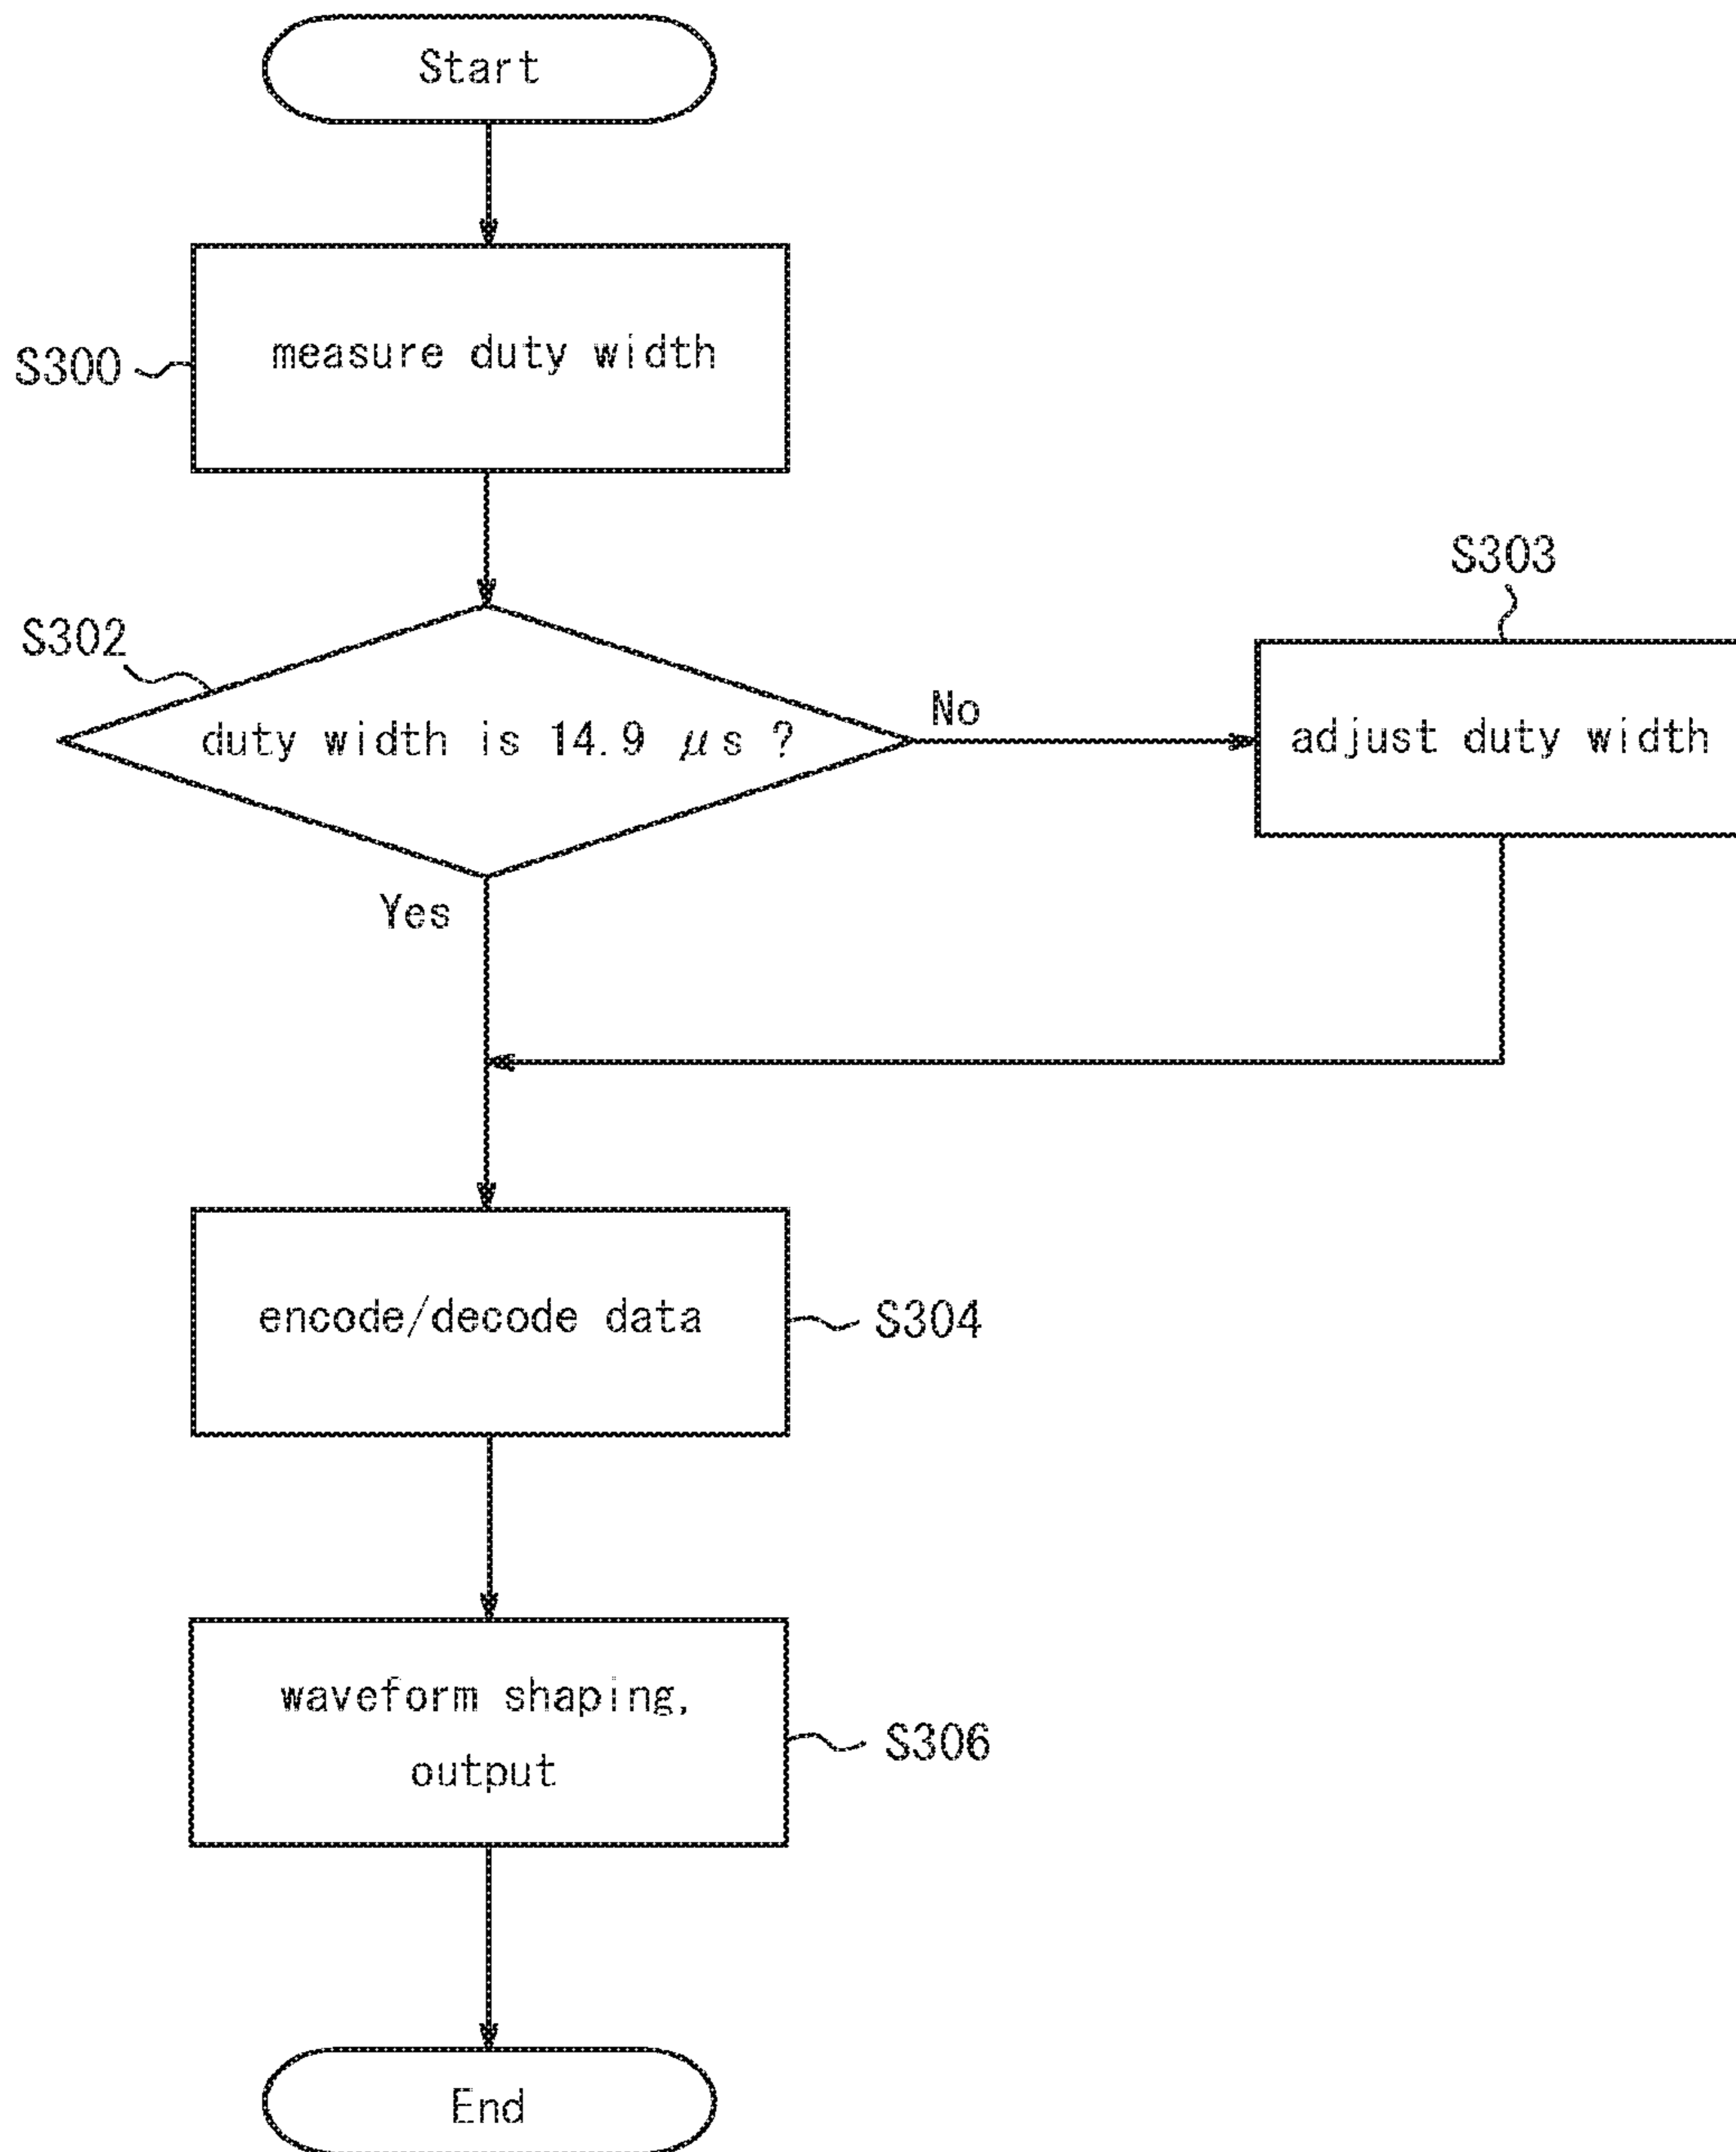 Start
S300
measure duty width
S302
duty width is 14.9 μs ?
No
S303
adjust duty width
Yes
encode/decode data
S304
waveform shaping,
output
S306
End